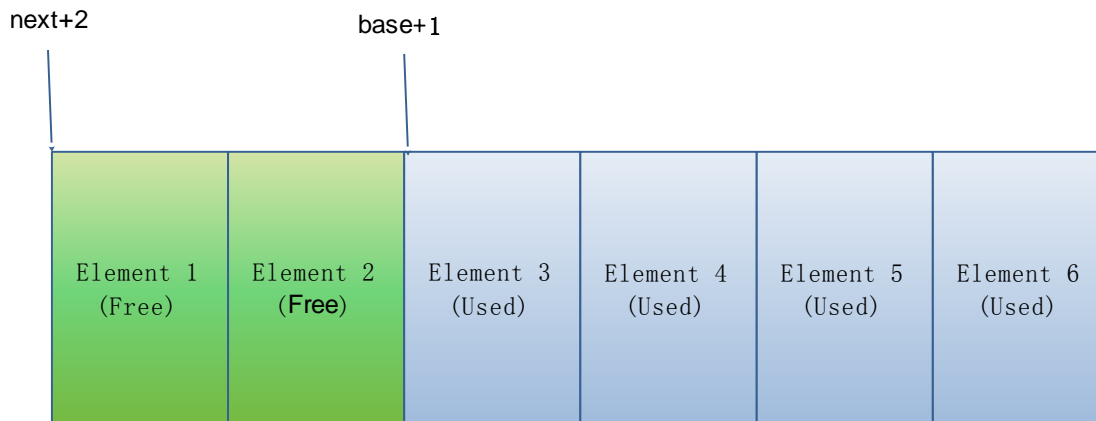 next+2
base+1
Element 1
(Free)
Element 2
(Free)
Element 3
(Used)
Element 4
(Used)
Element 5
(Used)
Element 6
(Used)